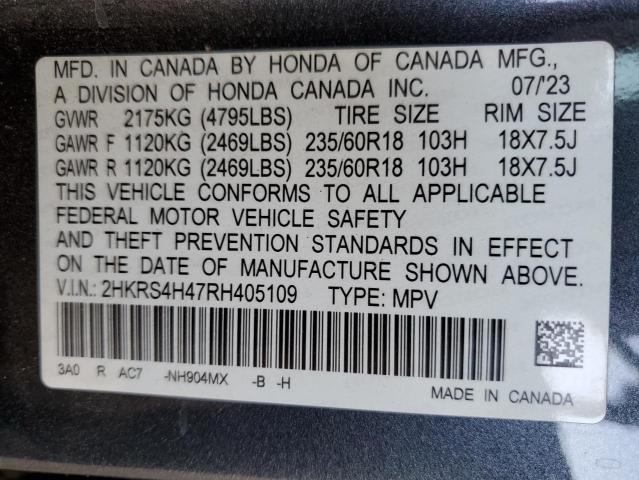 MFD. IN CANADA BY HONDA OF CANADA MFG.,
A DIVISION OF HONDA CANADA INC. 07/'23
GVWR 2175KG (4795LBS) TIRE SIZE RIM SIZE
GAWR F 1120KG (2469LBS) 235/60R18 103H 18X7.5J
GAWR R 1120KG (2469LBS) 235/60R18 103H 18X7.5J
THIS VEHICLE CONFORMS TO ALL APPLICABLE
FEDERAL MOTOR VEHICLE SAFETY
AND THEFT PREVENTION STANDARDS IN EFFECT
ON THE DATE OF MANUFACTURE SHOWN ABOVE.
V.I.N.: 2HKRS4H47RH405109 TYPE: MPV
3A0 R AC7 -NH904MX -B -H
MADE IN CANADA